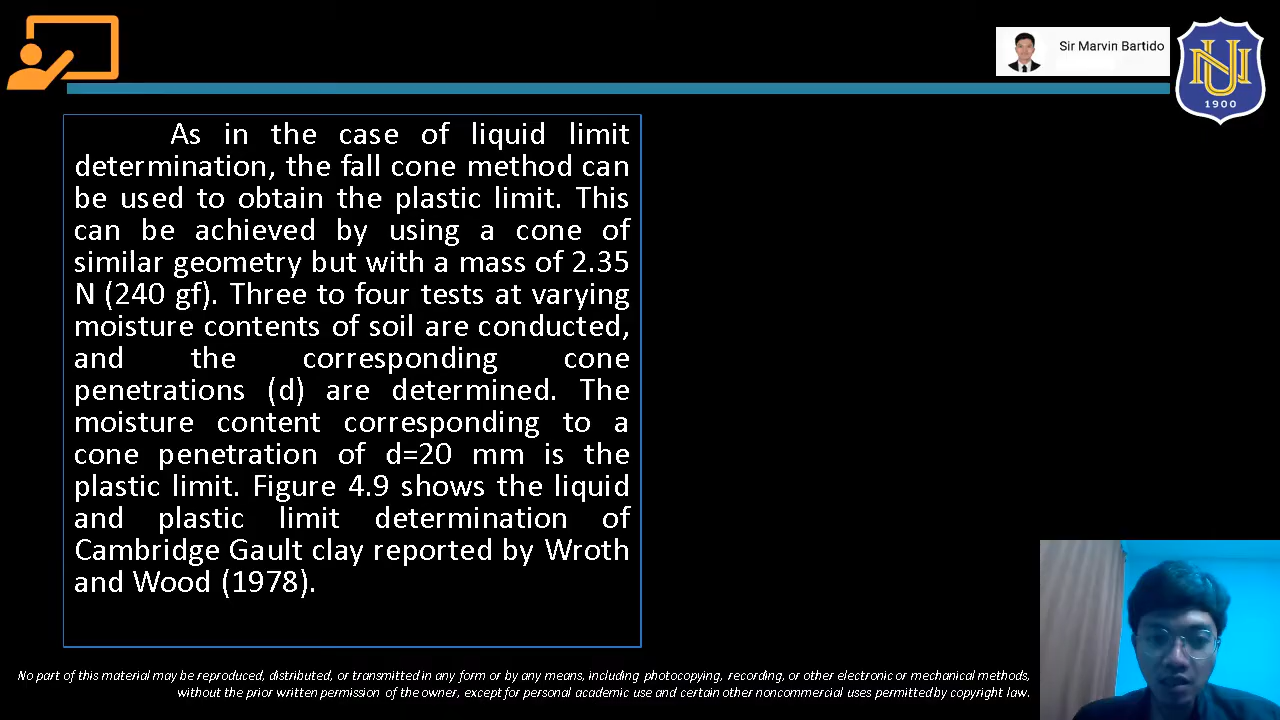 Sir Marvin Bartido
NU
1900
As in the case of liquid limit
determination, the fall cone method can
be used to obtain the plastic limit. This
can be achieved by using a cone of
similar geometry but with a mass of 2.35
N (240 gf). Three to four tests at varying
moisture contents of soil are conducted,
and the corresponding cone
penetrations (d) are determined. The
moisture content corresponding to a
cone penetration of d=20 mm is the
plastic limit. Figure 4.9 shows the liquid
and plastic limit determination of
Cambridge Gault clay reported by Wroth
and Wood (1978).
No part of this material may be reproduced, distributed, or transmitted in any form or by any means, including photocopying, recording, or other electronic or mechanical methods,
without the prior written permission of the owner, except for personal academic use and certain other noncommercial uses permitted by copyright law.